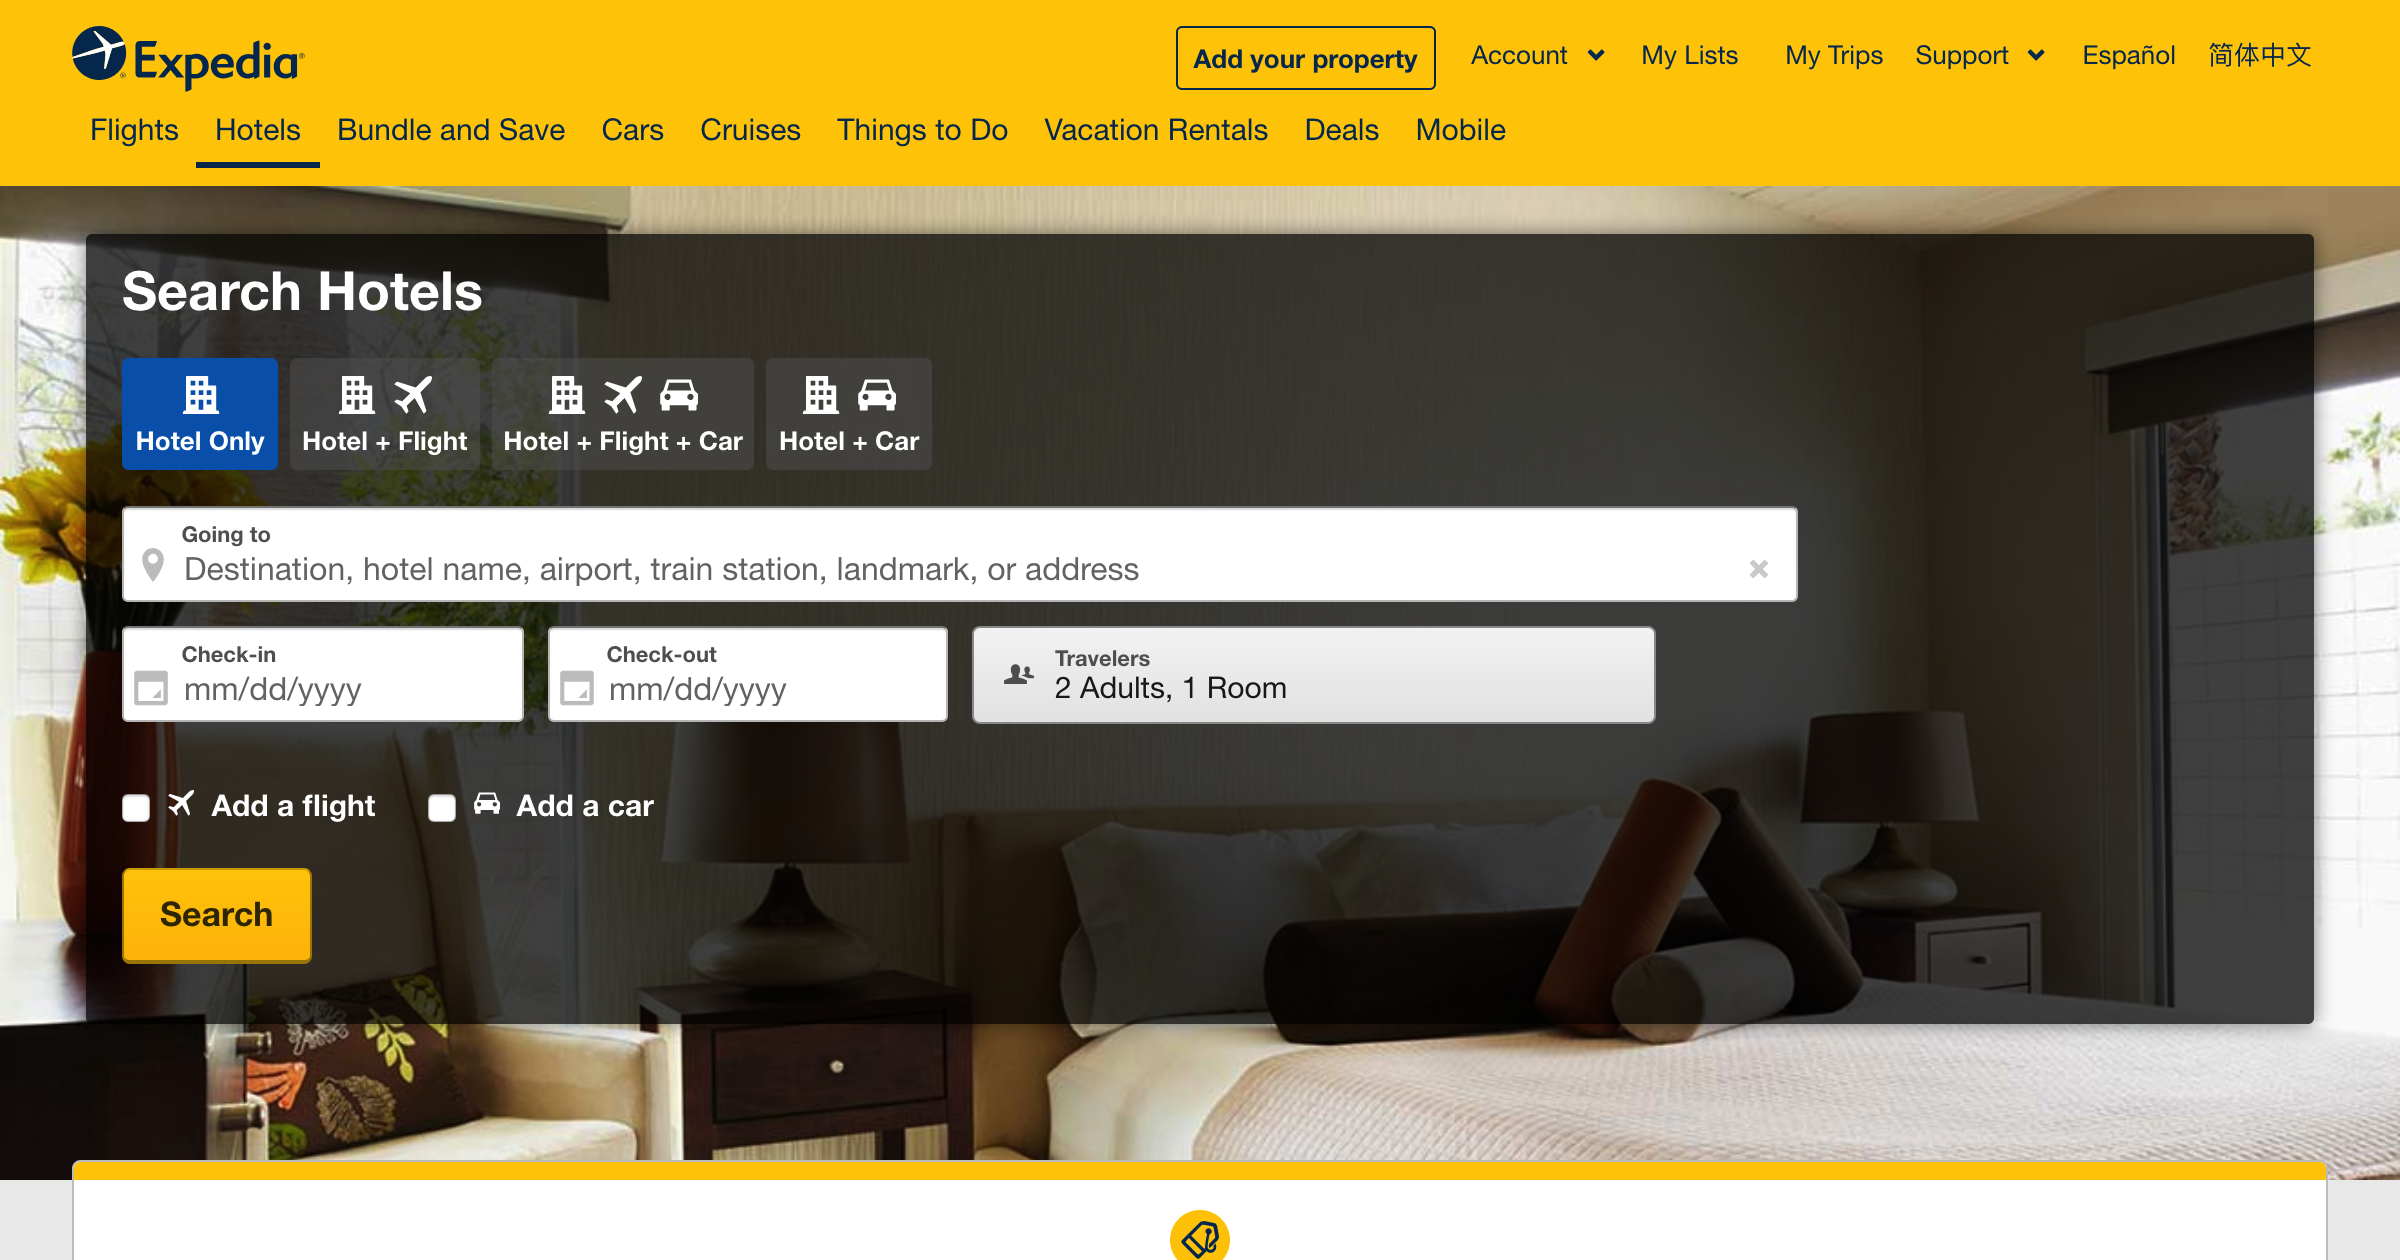 Expedia
Add your property
Account
My Lists
My Trips
Support
Español
简体中文
Flights
Hotels
Bundle and Save
Cars
Cruises
Things to Do
Vacation Rentals
Deals
Mobile
Search Hotels
Hotel Only
Hotel + Flight
Hotel + Flight + Car
Hotel + Car
Going to
Destination, hotel name, airport, train station, landmark, or address
Check-in
mm/dd/yyyy
Check-out
mm/dd/yyyy
Travelers
2 Adults, 1 Room
Add a flight
Add a car
Search